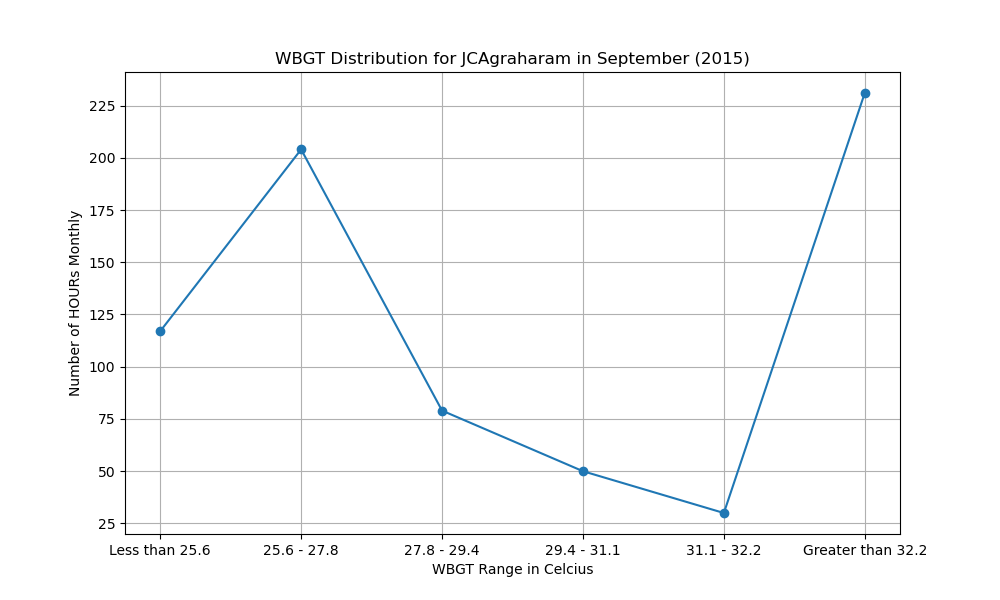 WBGT Distribution for JCAgraharam in September (2015)
Number of HOURs Monthly
225
200
175
150
125
100
75
50
25
Less than 25.6 25.6 - 27.8 27.8 - 29.4 29.4 - 31.1 31.1 - 32.2 Greater than 32.2
WBGT Range in Celcius